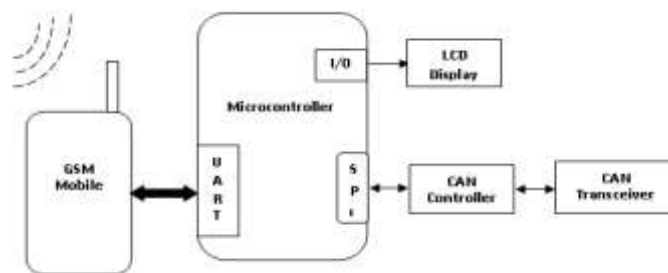 I/O
LCD
Display
Microcontroller
GSM
Mobile
U
A
R
T
S
P
I
CAN
Controller
CAN
Transceiver